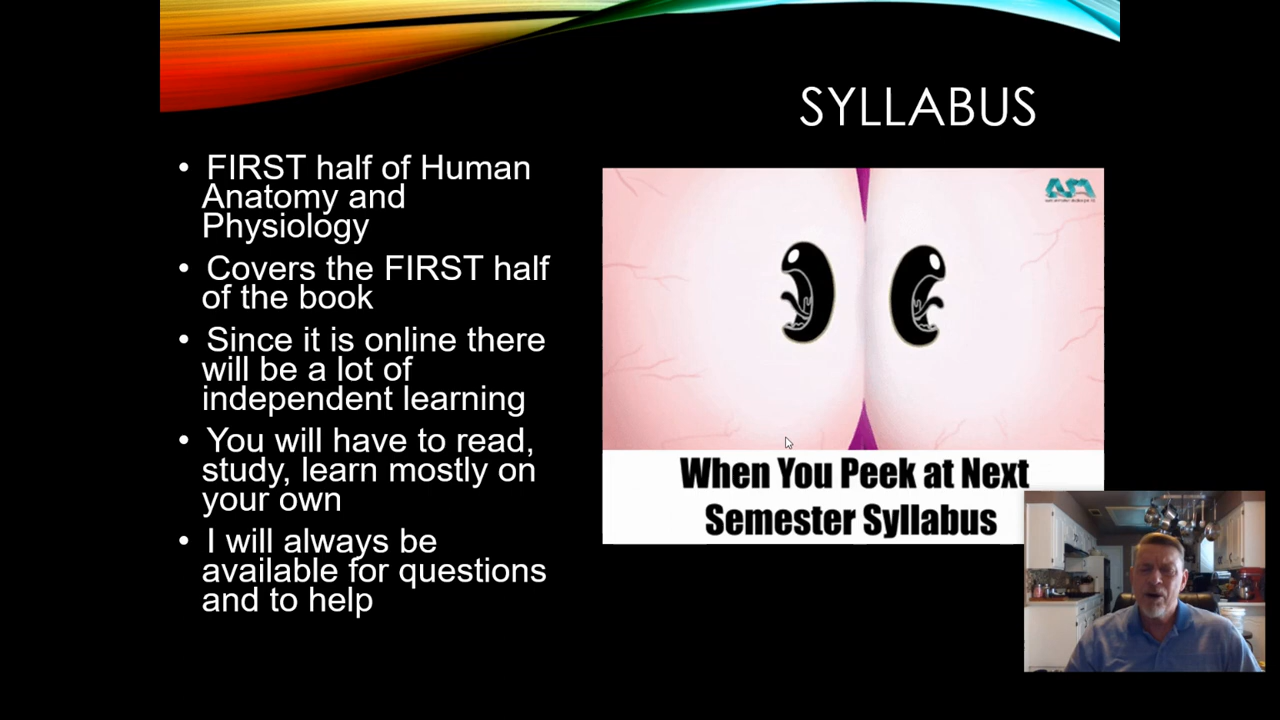 SYLLABUS
• FIRST half of Human
Anatomy and
Physiology
• Covers the FIRST half
of the book
• Since it is online there
will be a lot of
independent learning
• You will have to read,
study, learn mostly on
your own
• I will always be
available for questions
and to help
When You Peek at Next
Semester Syllabus